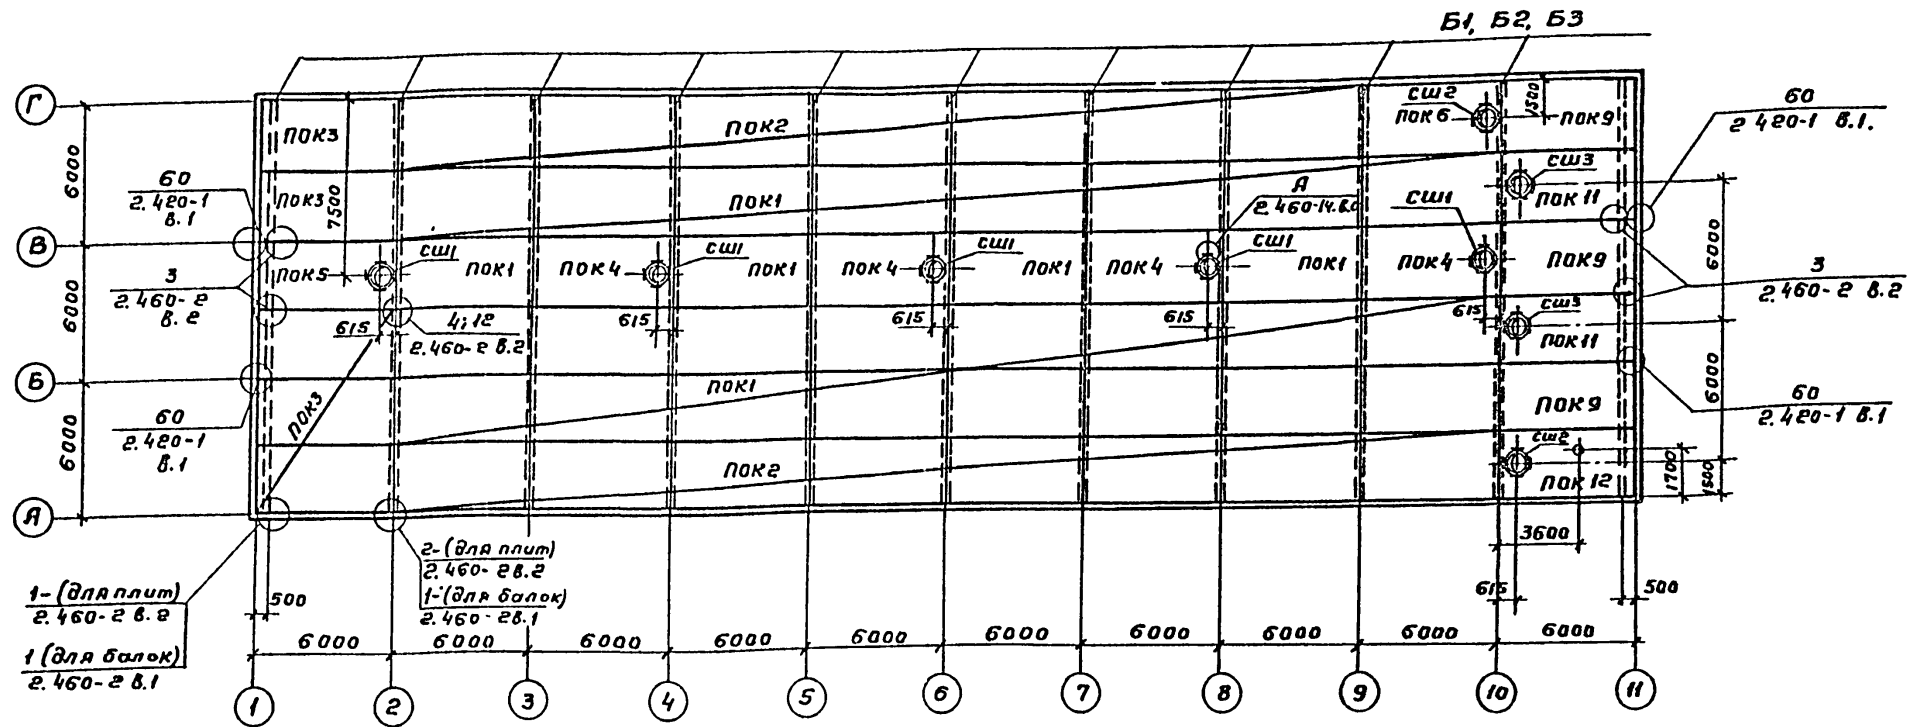 Б1, Б2, Б3
Г
В
Б
А
6000
6000
6000
ПОК3
ПОК2
СШ2
ПОК6
1500
ПОК9
60
2.420-1 В.1.
60
2.420-1
В.1
ПОК3
7500
ПОК1
А
2.460-14.В.0
СШ1
СШ3
ПОК11
3
2.460-2
В.2
ПОК5
СШ1
ПОК1
ПОК4
СШ1
ПОК1
ПОК4
СШ1
ПОК1
ПОК4
СШ1
ПОК1
ПОК4
ПОК9
6000
3
2.460-2 В.2
615
4; 12
2.460-2 В.2
615
615
615
615
СШ3
ПОК11
60
2.420-1
В.1
ПОК3
ПОК1
ПОК9
6000
60
2.420-1 В.1
ПОК2
СШ2
ПОК12
1700
1500
3600
2-(для плит)
2.460-2 В.2
1-(для балок)
2.460-2 В.1
1-(для плит)
2.460-2 В.2
1 (для балок)
2.460-2 В.1
500
615
500
6000
6000
6000
6000
6000
6000
6000
6000
6000
6000
1
2
3
4
5
6
7
8
9
10
11